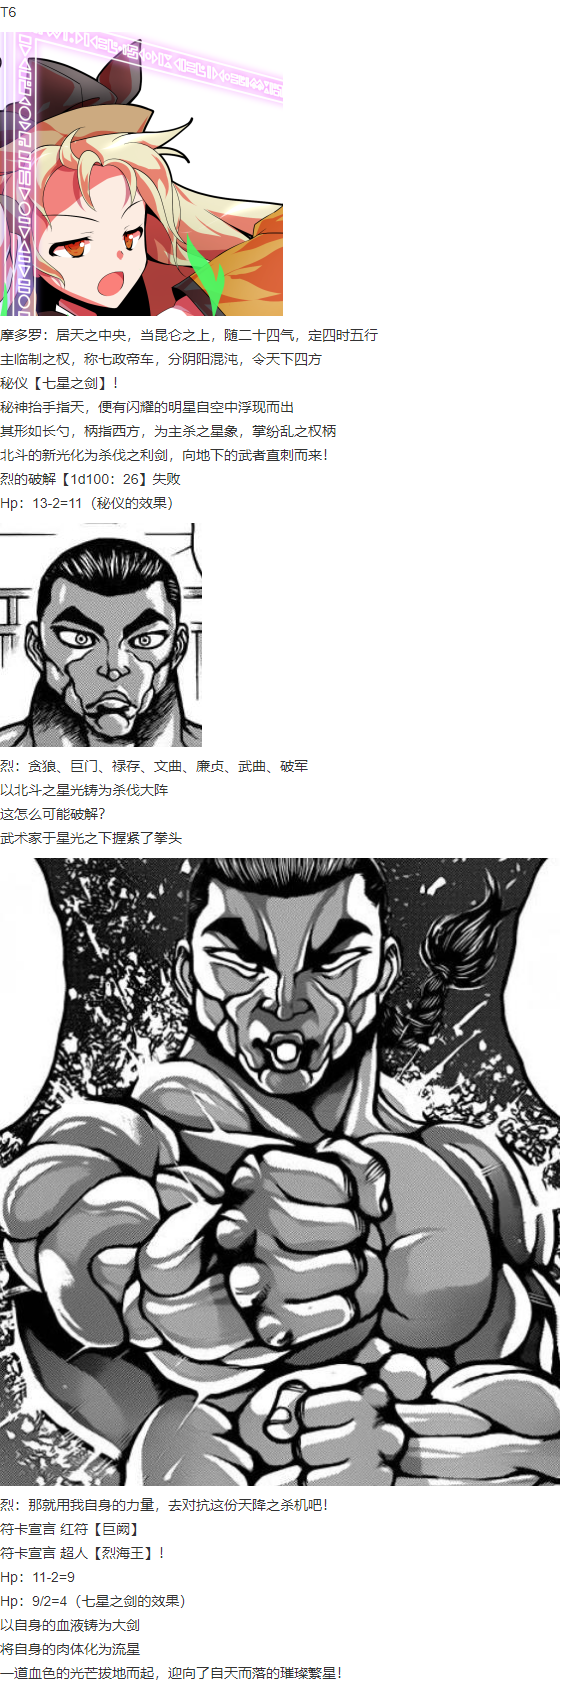 T6
摩多罗：居天之中央，当昆仑之上，随二十四气，定四时五行
主临制之权，称七政帝车，分阴阳混沌，令天下四方
秘仪【七星之剑】！
秘神抬手指天，便有闪耀的明星自空中浮现而出
其形如长勺，柄指西方，为主杀之星象，掌纷乱之权柄
北斗的新光化为杀伐之利剑，向地下的武者直刺而来！
烈的破解【1d100：26】失败
Hp：13-2=11（秘仪的效果）
烈：贪狼、巨门、禄存、文曲、廉贞、武曲、破军
以北斗之星光铸为杀伐大阵
这怎么可能破解？
武术家于星光之下握紧了拳头
烈：那就用我自身的力量，去对抗这份天降之杀机吧！
符卡宣言 红符【巨阙】
符卡宣言 超人【烈海王】！
Hp：11-2=9
Hp：9/2=4（七星之剑的效果）
以自身的血液铸为大剑
将自身的肉体化为流星
一道血色的光芒拔地而起，迎向了自天而落的璀璨繁星！